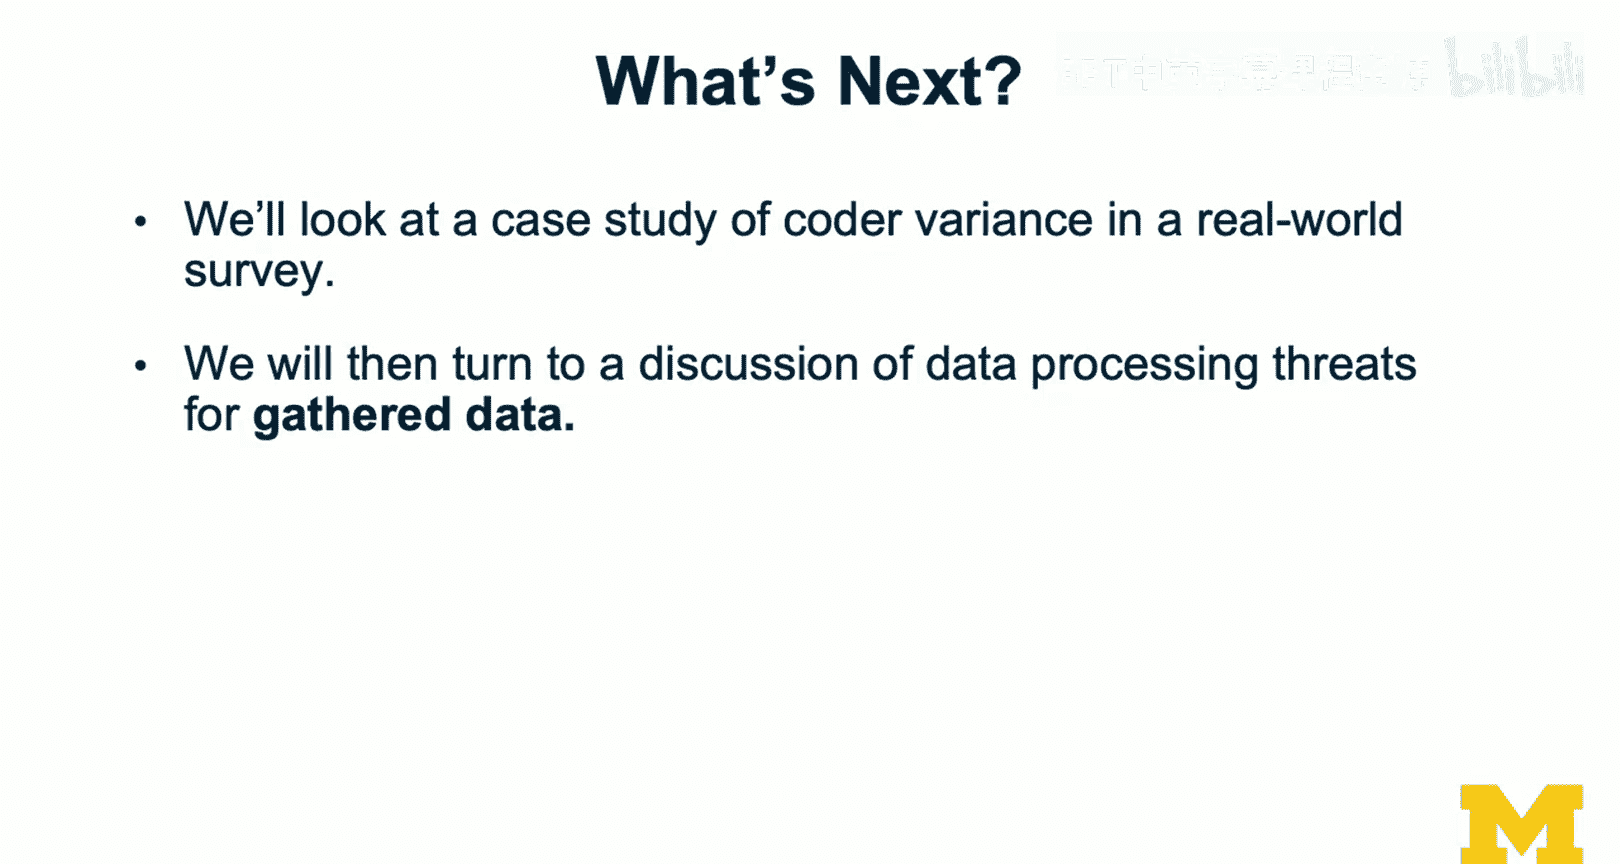 What's Next?
bilibili
• We'll look at a case study of coder variance in a real-world
survey.
• We will then turn to a discussion of data processing threats
for gathered data.
M